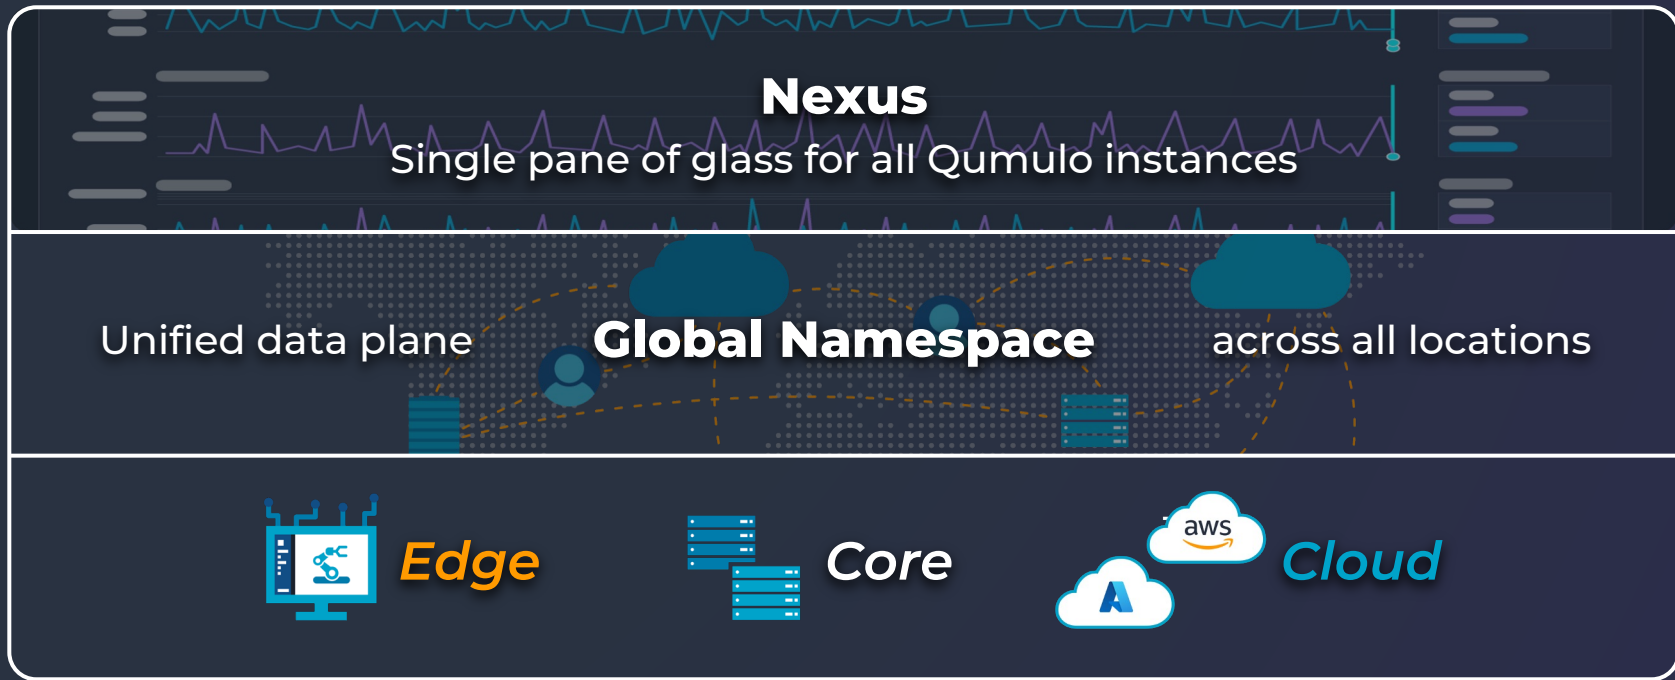 Nexus
Single pane of glass for all Qumulo instances
Unified data plane Global Namespace across all locations
Edge Core aws Cloud